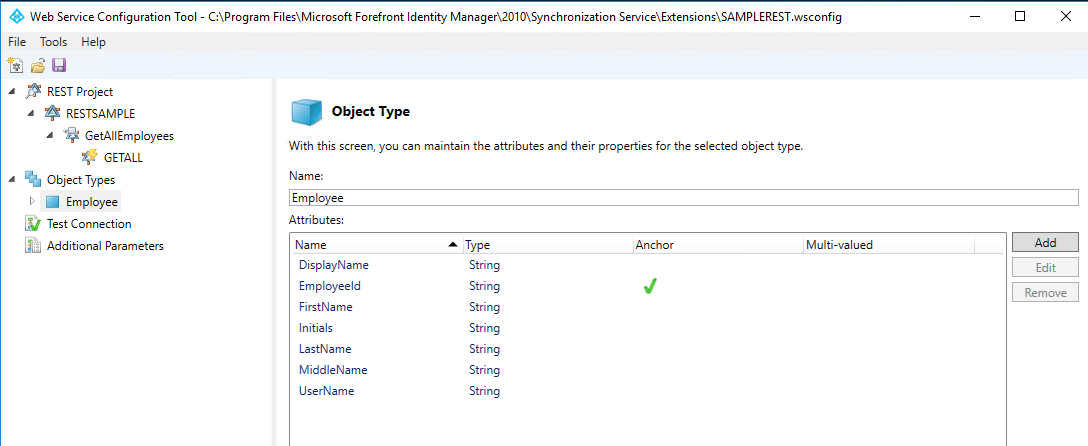 Web Service Configuration Tool - C:\Program Files\Microsoft Forefront Identity Manager\2010\Synchronization Service\Extensions\SAMPLEREST.wsconfig
File Tools Help
REST Project
RESTSAMPLE
GetAllEmployees
GETALL
Object Types
Employee
Test Connection
Additional Parameters
Object Type
With this screen, you can maintain the attributes and their properties for the selected object type.
Name:
Employee
Attributes:
Name Type Anchor Multi-valued
DisplayName String
EmployeeId String
FirstName String
Initials String
LastName String
MiddleName String
UserName String
Add
Edit
Remove